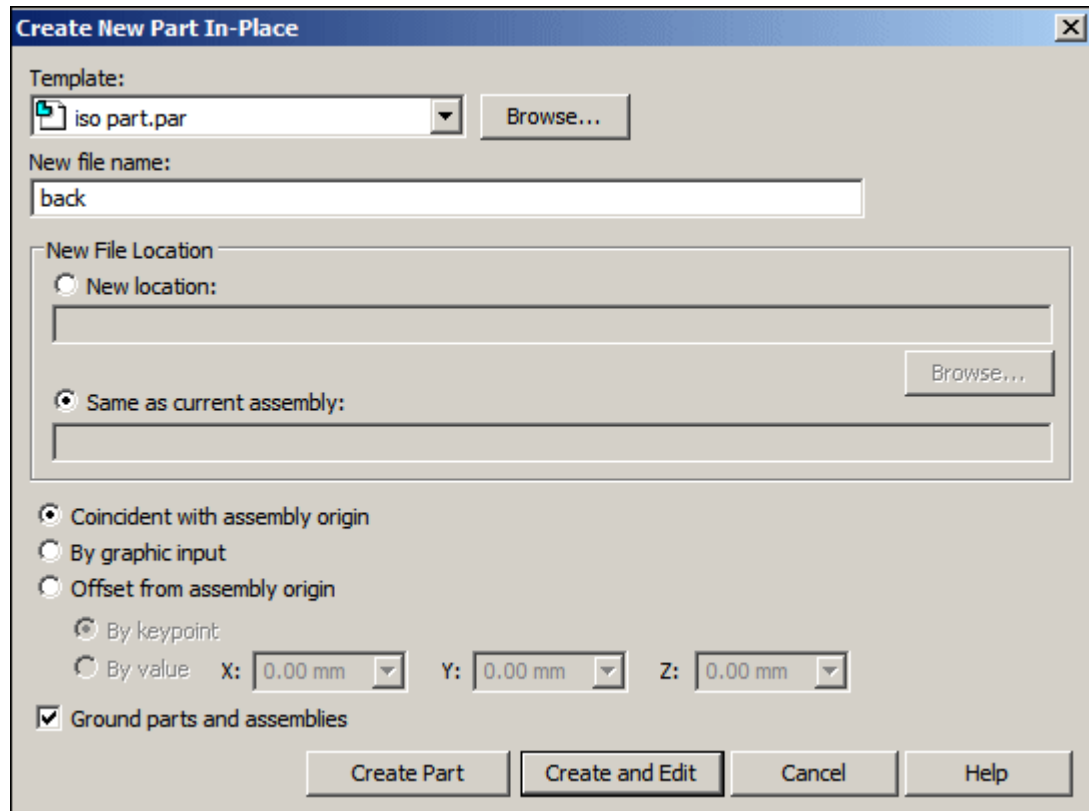 Create New Part In-Place
Template:
iso part.par
Browse...
New file name:
back
New File Location
New location:
Browse...
Same as current assembly:
Coincident with assembly origin
By graphic input
Offset from assembly origin
By keypoint
By value X: 0.00 mm Y: 0.00 mm Z: 0.00 mm
Ground parts and assemblies
Create Part Create and Edit Cancel Help